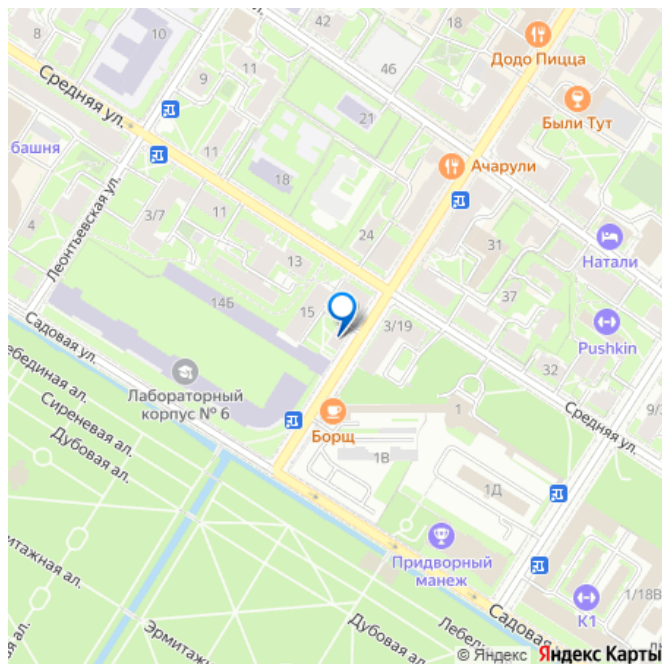 8
10
42
18
Додо Пицца
9
11
46
Средняя ул.
21
Были Тут
башня
11
Ачарули
18
Леонтьевская ул.
4
3/7
11
24
31
Натали
13
14Б
15
37
3/19
Pushkin
Садовая ул.
32
Лебединая ал.
Лабораторный
корпус № 6
Сиреневая ал.
Дубовая ал.
Борщ
1
Средняя ул.
9/
1В
1Д
Придворный
манеж
Эрмитажная ал.
К1
1/18В
Садовая
Дубовая ал.
Лебед
© Яндекс Яндекс Карты